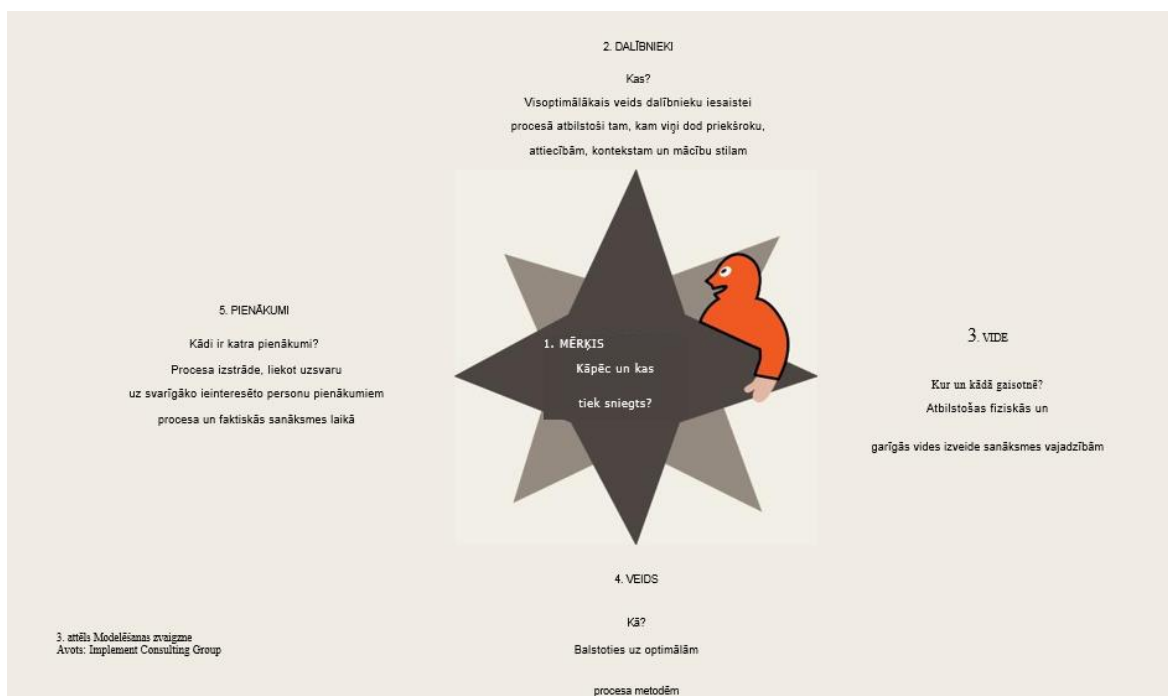 2. DALĪBNIEKI
Kas?
Visoptimālākais veids dalībnieku iesaistei
procesā atbilstoši tam, kam viņi dod priekšroku,
attiecībām, kontekstam un mācību stilam
1. MĒRĶIS
Kāpēc un kas
tiek sniegts?
3. VIDE
Kur un kādā gaisotnē?
Atbilstošas fiziskās un
garīgās vides izveide sanāksmes vajadzībām
4. VEIDS
Kā?
Balstoties uz optimālām
procesa metodēm
5. PIENĀKUMI
Kādi ir katra pienākumi?
Procesa izstrāde, liekot uzsvaru
uz svarīgāko ieinteresēto personu pienākumiem
procesa un faktiskās sanāksmes laikā
3. attēls Modelēšanas zvaigzne
Avots: Implement Consulting Group